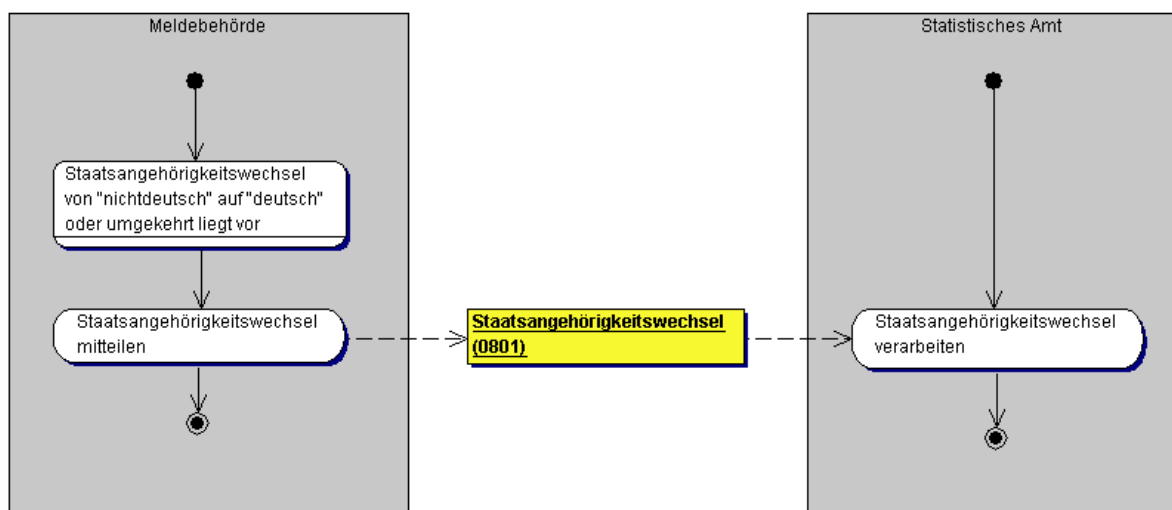 Meldebehörde
Staatsangehörigkeitswechsel
von "nichtdeutsch" auf "deutsch"
oder umgekehrt liegt vor
Staatsangehörigkeitswechsel
mitteilen
Staatsangehörigkeitswechsel
(0801)
Statistisches Amt
Staatsangehörigkeitswechsel
verarbeiten